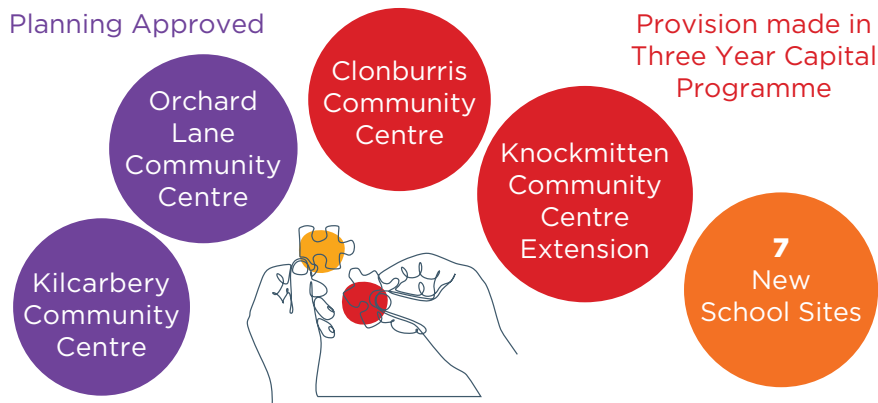 Planning Approved
Kilcarbery
Community
Centre
Orchard
Lane
Community
Centre
Clonburris
Community
Centre
Provision made in
Three Year Capital
Programme
Knockmitten
Community
Centre
Extension
7
New
School Sites